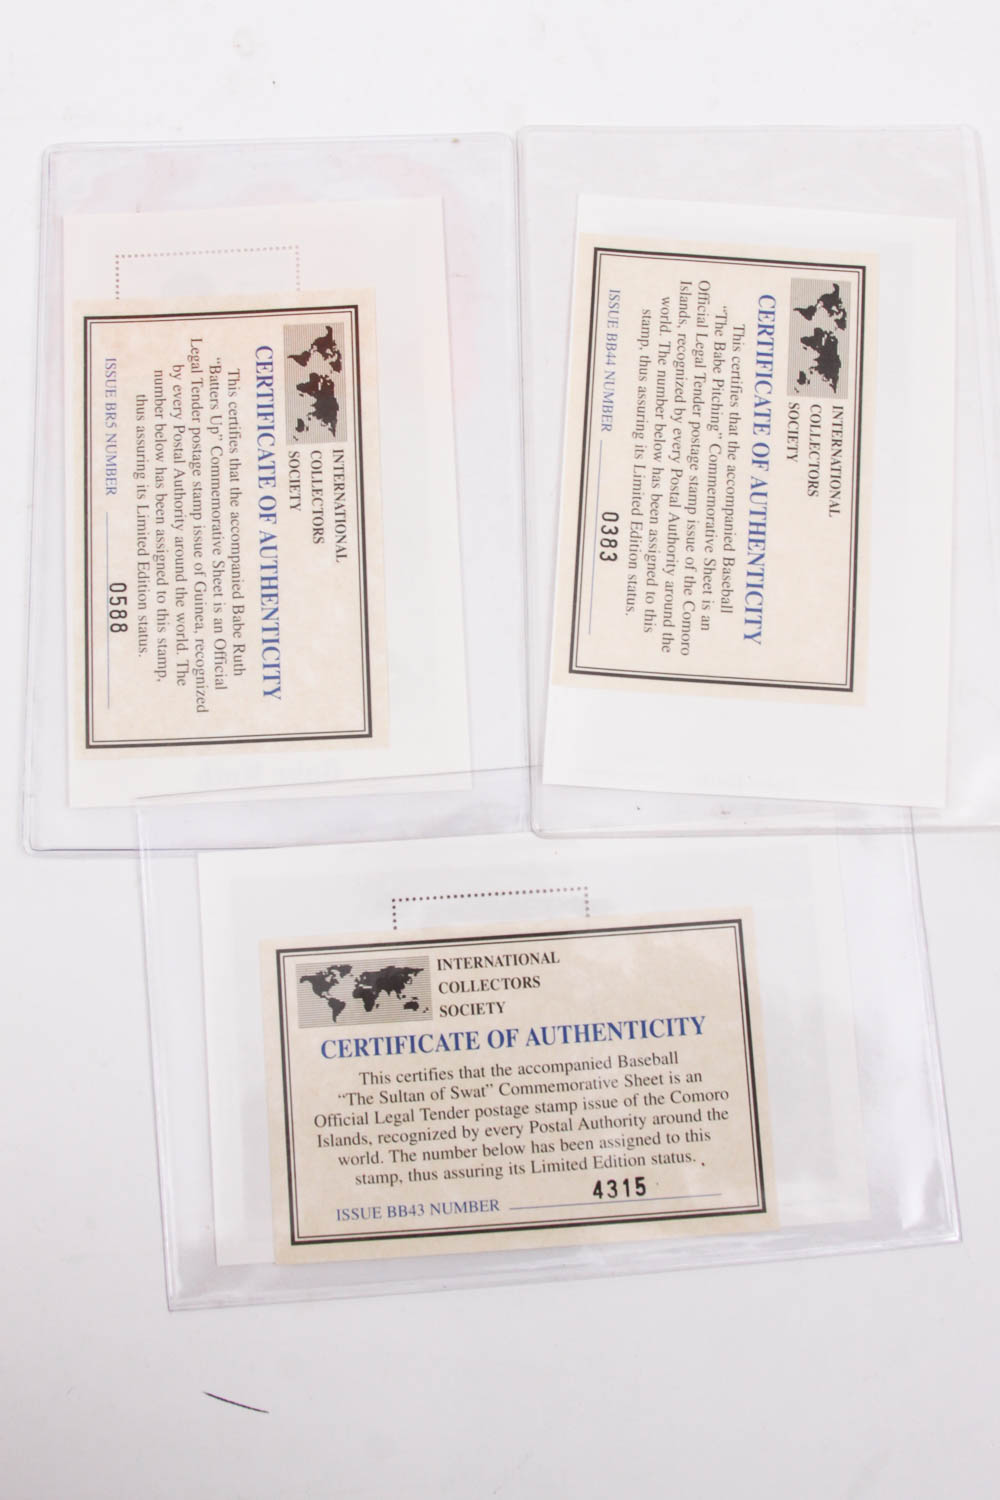 INTERNATIONAL
COLLECTORS
SOCIETY
CERTIFICATE OF AUTHENTICITY
This certifies that the accompanied Babe Ruth
"Batters Up" Commemorative Sheet is an Official
Legal Tender postage stamp issue of Guinea, recognized
by every Postal Authority around the world. The
number below has been assigned to this stamp,
thus assuring its Limited Edition status.
ISSUE BR5 NUMBER 0588
INTERNATIONAL
COLLECTORS
SOCIETY
CERTIFICATE OF AUTHENTICITY
This certifies that the accompanied Baseball
"The Babe Pitching" Commemorative Sheet is an
Official Legal Tender postage stamp issue of the Comoro
Islands, recognized by every Postal Authority around the
world. The number below has been assigned to this
stamp, thus assuring its Limited Edition status.
ISSUE BB44 NUMBER 0383
INTERNATIONAL
COLLECTORS
SOCIETY
CERTIFICATE OF AUTHENTICITY
This certifies that the accompanied Baseball
"The Sultan of Swat" Commemorative Sheet is an
Official Legal Tender postage stamp issue of the Comoro
Islands, recognized by every Postal Authority around the
world. The number below has been assigned to this
stamp, thus assuring its Limited Edition status.
ISSUE BB43 NUMBER 4315